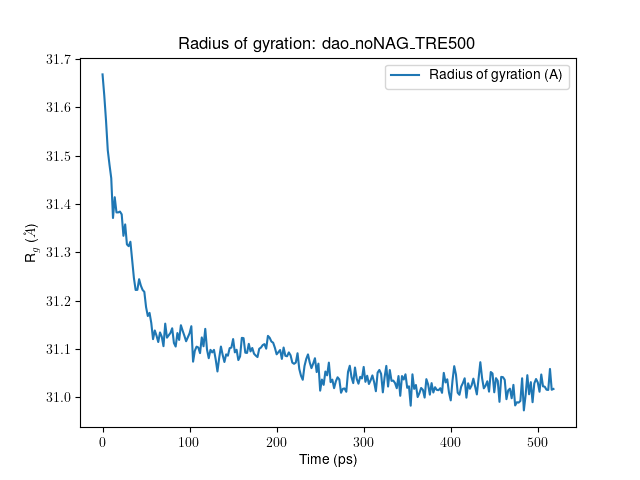 Radius of gyration: dao_noNAG_TRE500
Radius of gyration (A)
31.7
31.6
31.5
31.4
31.3
31.2
31.1
31.0
R_g (Å)
0 100 200 300 400 500
Time (ps)